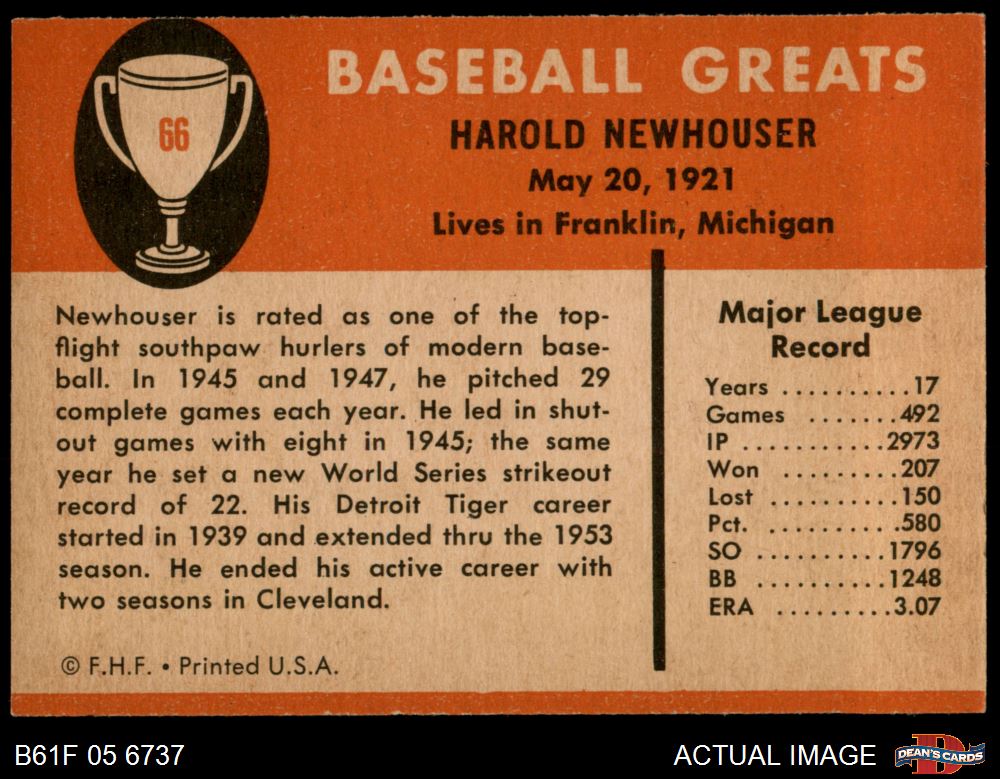 66
BASEBALL GREATS
HAROLD NEWHOUSER
May 20, 1921
Lives in Franklin, Michigan
Newhouser is rated as one of the top-
flight southpaw hurlers of modern base-
ball. In 1945 and 1947, he pitched 29
complete games each year. He led in shut-
out games with eight in 1945; the same
year he set a new World Series strikeout
record of 22. His Detroit Tiger career
started in 1939 and extended thru the 1953
season. He ended his active career with
two seasons in Cleveland.
© F.H.F. • Printed U.S.A.
Major League
Record
Years ..........17
Games .......492
IP ............2973
Won .........207
Lost ..........150
Pct. ..........580
SO ..........1796
BB ..........1248
ERA .........3.07
B61F 05 6737
ACTUAL IMAGE
DEAN'S CARDS